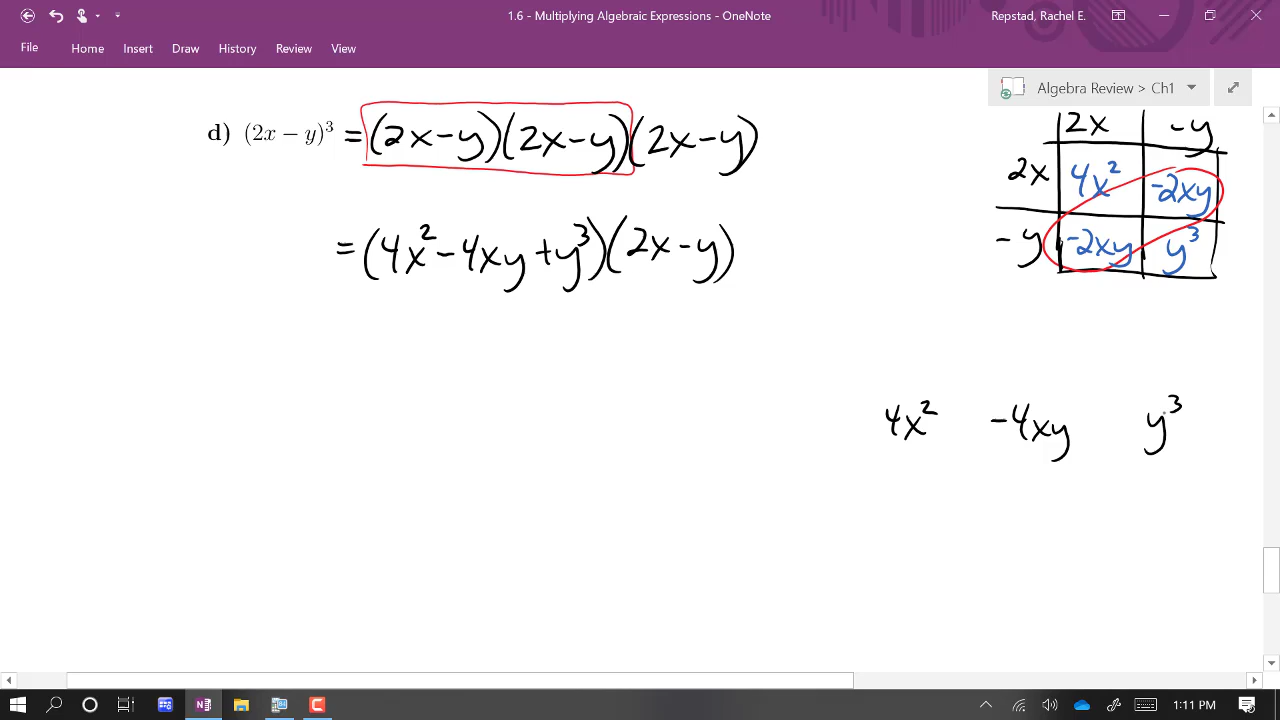 1.6 - Multiplying Algebraic Expressions - OneNote
Repstad, Rachel E.
File Home Insert Draw History Review View
Algebra Review > Ch1
d) (2x − y)³ = (2x-y)(2x-y)(2x-y)
= (4x²-4xy+y³)(2x-y)
2x -y
2x 4x² -2xy
-y -2xy y³
4x² -4xy y³
1:11 PM